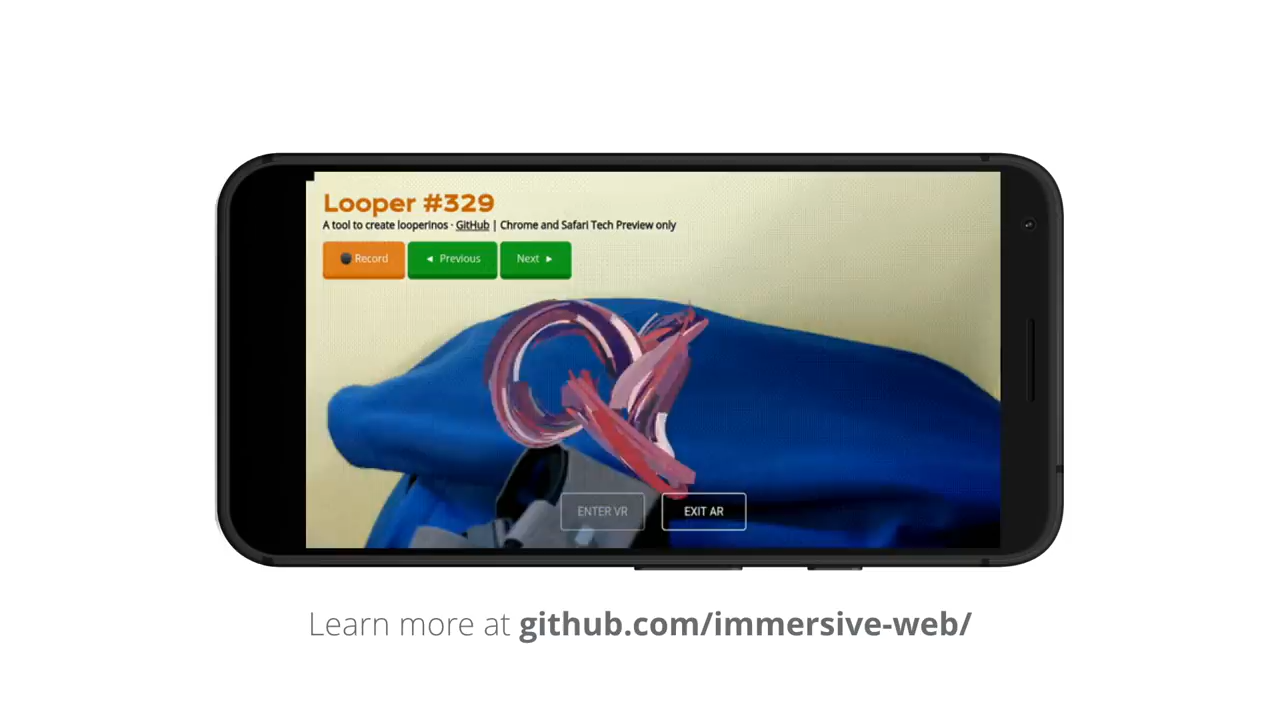 Looper #329
A tool to create looperinos · GitHub | Chrome and Safari Tech Preview only
Record ◄ Previous Next ►
ENTER VR EXIT AR
Learn more at github.com/immersive-web/